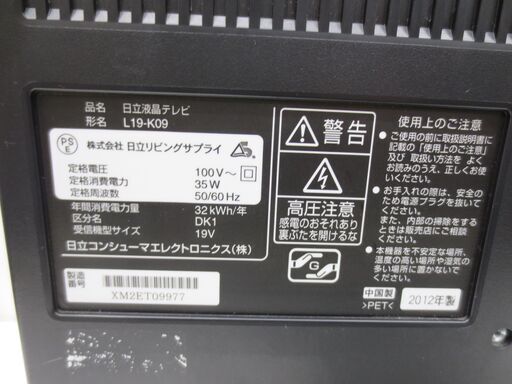 品名 日立液晶テレビ
形名 L19-K09
PS
E
株式会社 日立リビングサプライ
定格電圧 100V～
定格消費電力 35W
定格周波数 50/60Hz
年間消費電力量 32kWh/年
区分名 DK1
受信機型サイズ 19V
日立コンシューマエレクトロニクス(株)
製造番号
XM2ET09977
警告
高圧注意
感電のおそれあり
裏ぶたを開けるな
G
使用上のご注意
●ご使用の前に取扱説明書に
記載の「使用上のご注意」
及び 取扱い方法を よく
お読みのうえ、正しく
お使いください。
●お手入れの際は、安全の
ため電源プラグを抜いて
ください。
また、内部の掃除をする
ときは販売店にご相談
ください。
●本機器を不安定な場所、
温度の高い場所や湿気の
多い場所に置かないで
ください。
中国製
>PET<
2012年製